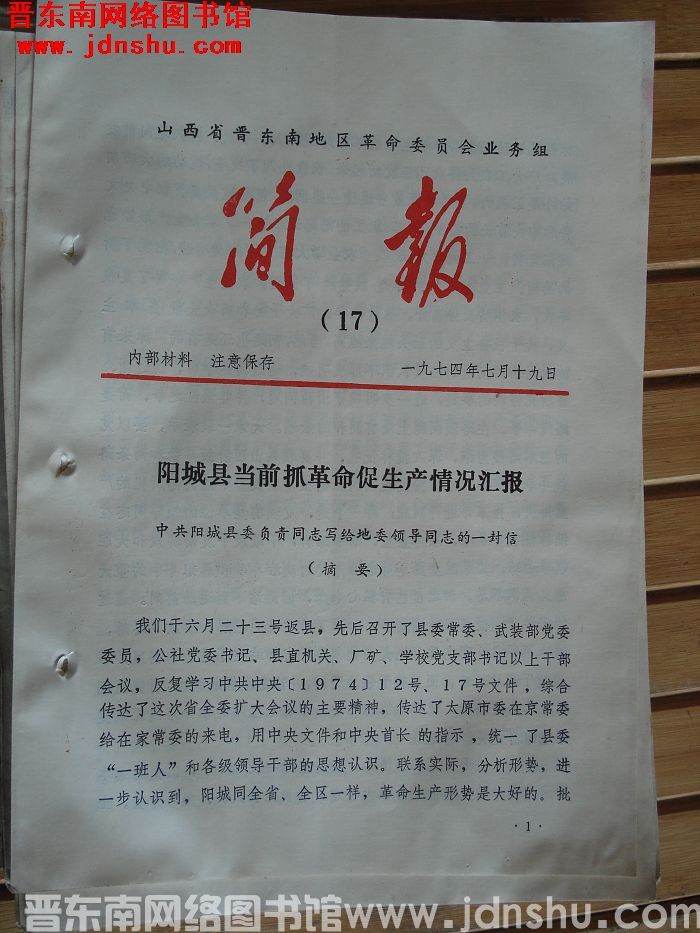 晋东南网络图书馆
www.jdnshu.com
山西省晋东南地区革命委员会业务组
简报
(17)
内部材料 注意保存
一九七四年七月十九日
阳城县当前抓革命促生产情况汇报
中共阳城县委负责同志写给地委领导同志的一封信
(摘要)
我们于六月二十三号返县,先后召开了县委常委、武装部党委
委员,公社党委书记、县直机关、厂矿、学校党支部书记以上干部
会议,反复学习中共中央〔1974〕12号、17号文件,综合
传达了这次省全委扩大会议的主要精神,传达了太原市委在京常委
给在家常委的来电,用中央文件和中央首长的指示,统一了县委
“一班人”和各级领导干部的思想认识。联系实际,分析形势,进
一步认识到,阳城同全省、全区一样,革命生产形势是大好的。批
·1·
晋东南网络图书馆 www.jdnshu.com